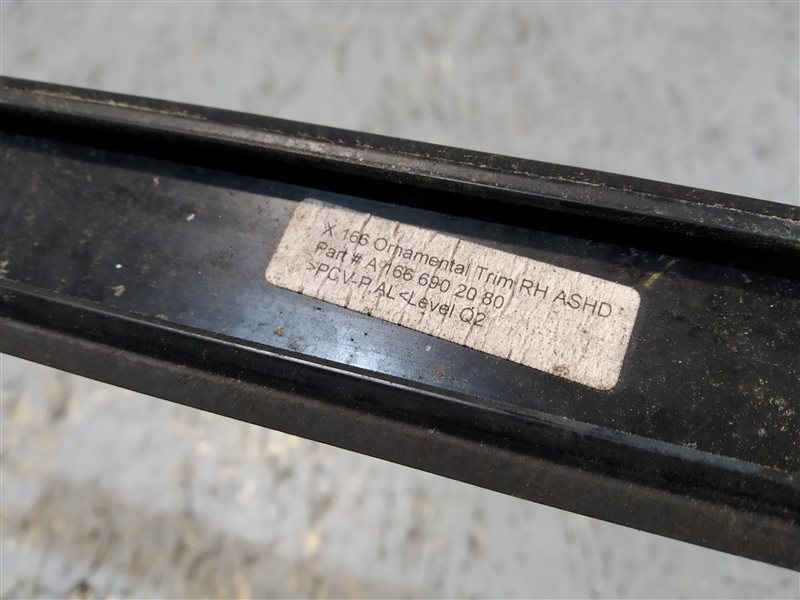 X 166 Ornamental Trim RH ASHD
Part # A 166 690 20 80
>PCV-P AL<Level Q2